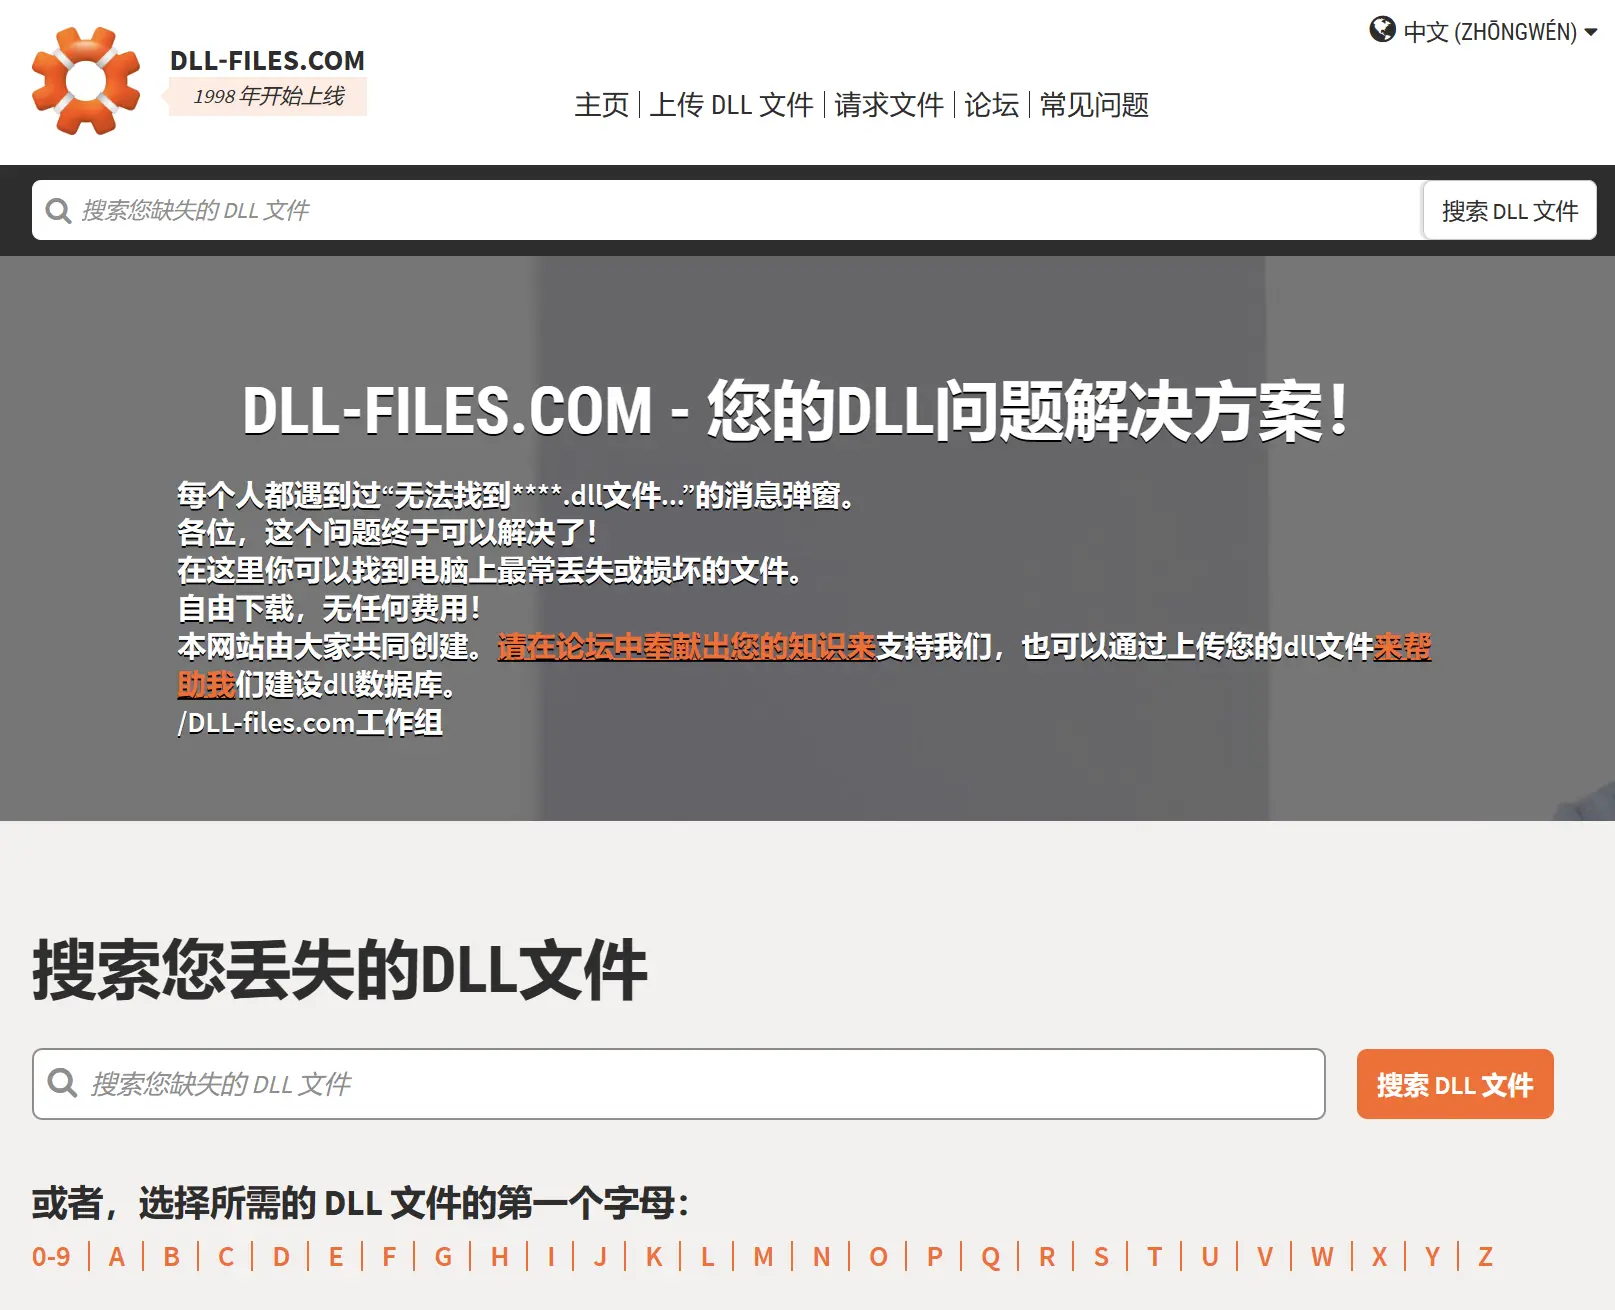 中文 (ZHŌNGWÉN)
DLL-FILES.COM
1998 年开始上线
主页 | 上传 DLL 文件 | 请求文件 | 论坛 | 常见问题
搜索您缺失的 DLL 文件
搜索 DLL 文件
DLL-FILES.COM - 您的DLL问题解决方案！
每个人都遇到过“无法找到****.dll文件...”的消息弹窗。
各位，这个问题终于可以解决了！
在这里你可以找到电脑上最常丢失或损坏的文件。
自由下载，无任何费用！
本网站由大家共同创建。请在论坛中奉献出您的知识来支持我们，也可以通过上传您的dll文件来帮
助我们建设dll数据库。
/DLL-files.com工作组
搜索您丢失的DLL文件
搜索您缺失的 DLL 文件
搜索 DLL 文件
或者，选择所需的 DLL 文件的第一个字母：
0-9 | A | B | C | D | E | F | G | H | I | J | K | L | M | N | O | P | Q | R | S | T | U | V | W | X | Y | Z